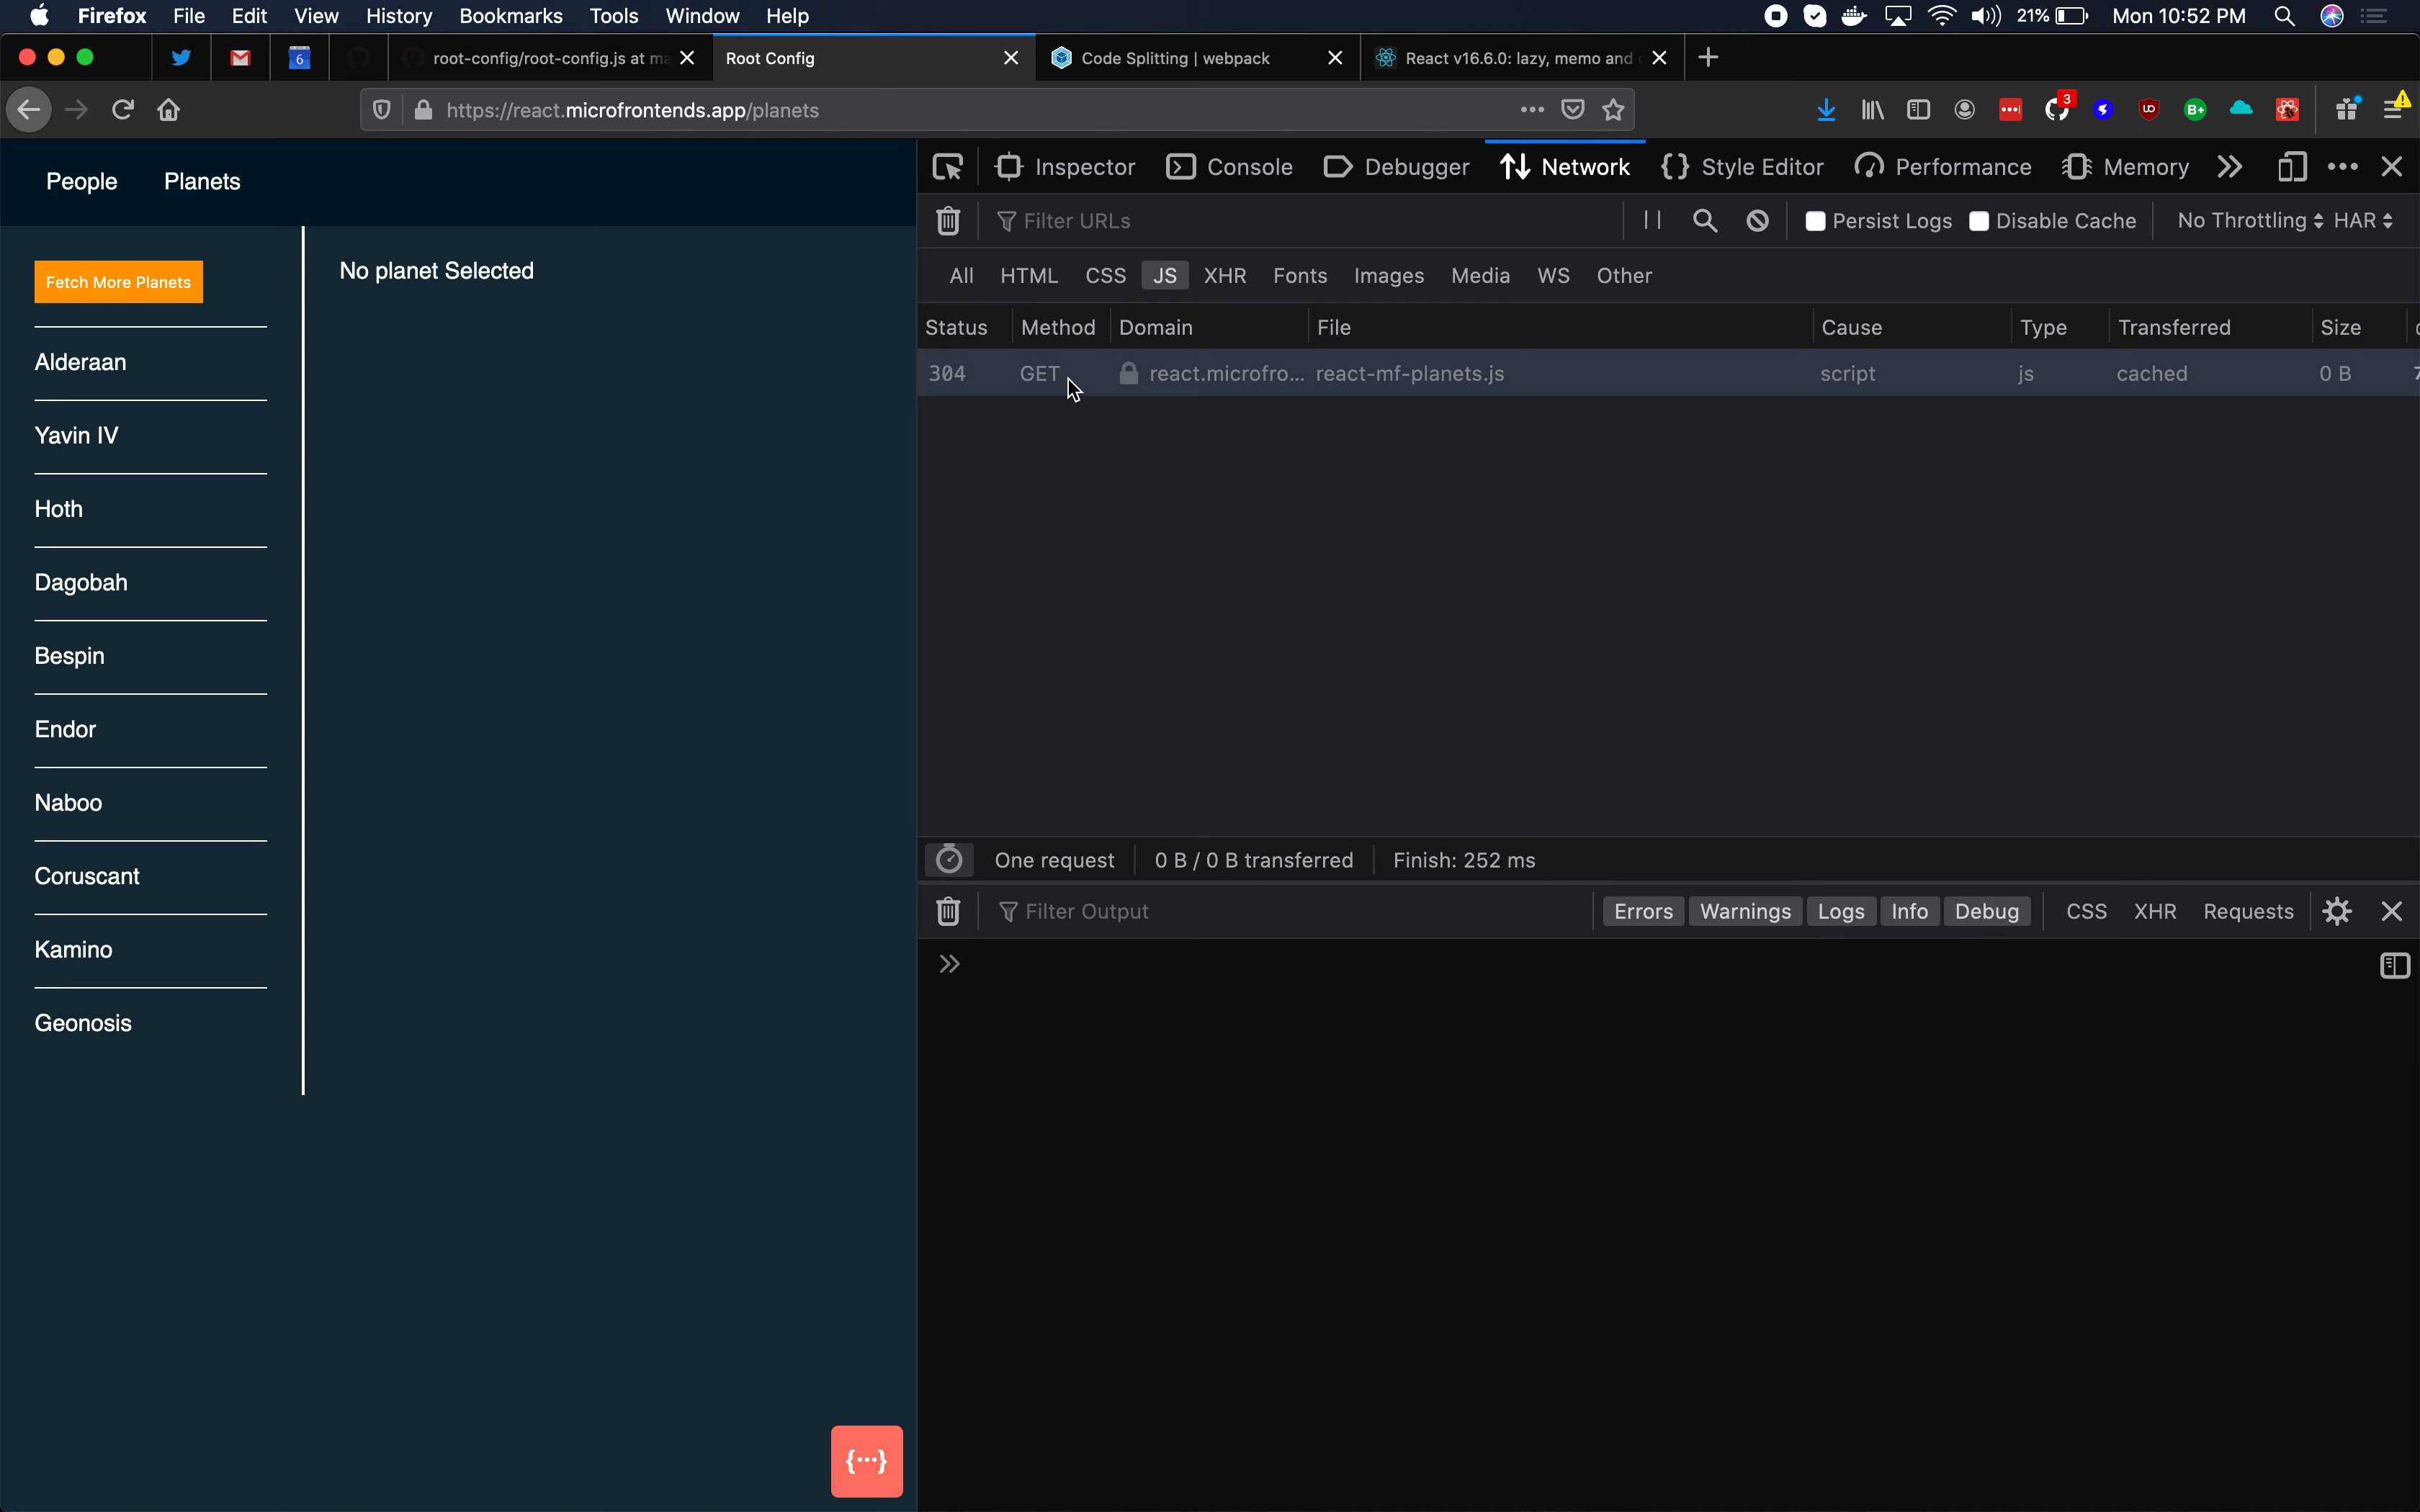 Firefox File Edit View History Bookmarks Tools Window Help 21% Mon 10:52 PM
6 root-config/root-config.js at ma Root Config Code Splitting | webpack React v16.6.0: lazy, memo and
https://react.microfrontends.app/planets 3 B+
People Planets
Fetch More Planets
No planet Selected
Alderaan
Yavin IV
Hoth
Dagobah
Bespin
Endor
Naboo
Coruscant
Kamino
Geonosis
{···}
Inspector Console Debugger Network Style Editor Performance Memory
Filter URLs Persist Logs Disable Cache No Throttling HAR
All HTML CSS JS XHR Fonts Images Media WS Other
Status Method Domain File Cause Type Transferred Size
304 GET react.microfro... react-mf-planets.js script js cached 0 B
One request 0 B / 0 B transferred Finish: 252 ms
Filter Output Errors Warnings Logs Info Debug CSS XHR Requests